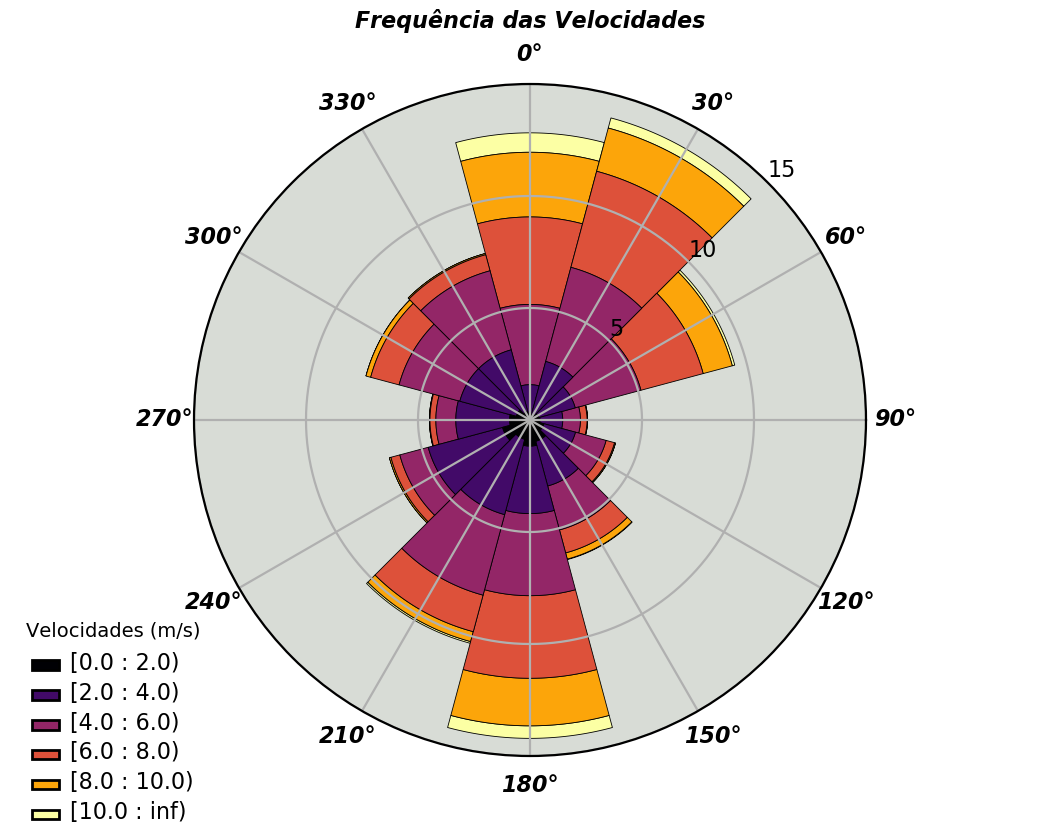 Frequência das Velocidades
0°
330°
30°
15
300°
60°
10
5
270°
90°
240°
120°
210°
150°
180°
Velocidades (m/s)
[0.0 : 2.0)
[2.0 : 4.0)
[4.0 : 6.0)
[6.0 : 8.0)
[8.0 : 10.0)
[10.0 : inf)